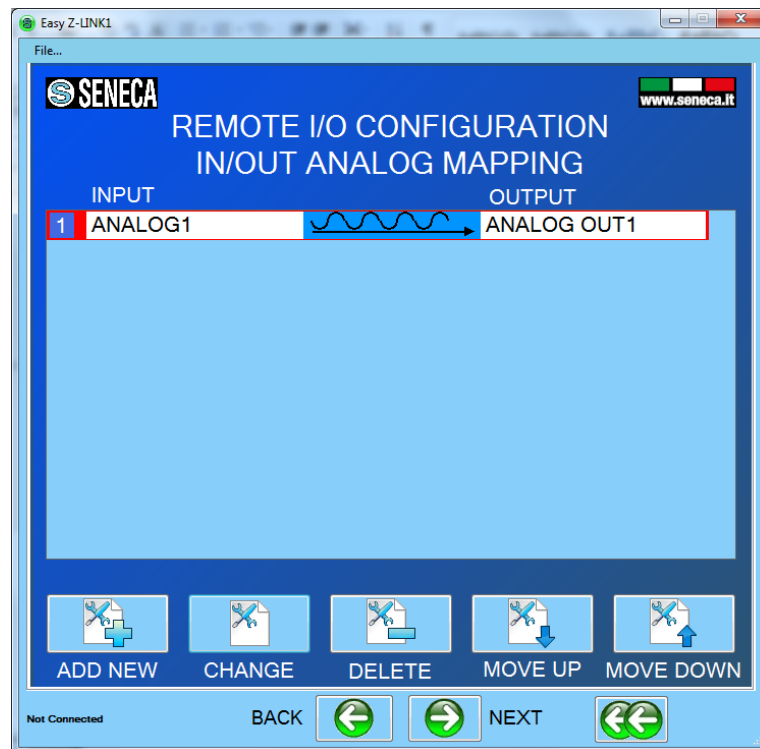 Easy Z-LINK1
File...
SENECA
www.seneca.it
REMOTE I/O CONFIGURATION
IN/OUT ANALOG MAPPING
INPUT OUTPUT
1 ANALOG1 ANALOG OUT1
ADD NEW CHANGE DELETE MOVE UP MOVE DOWN
Not Connected BACK NEXT